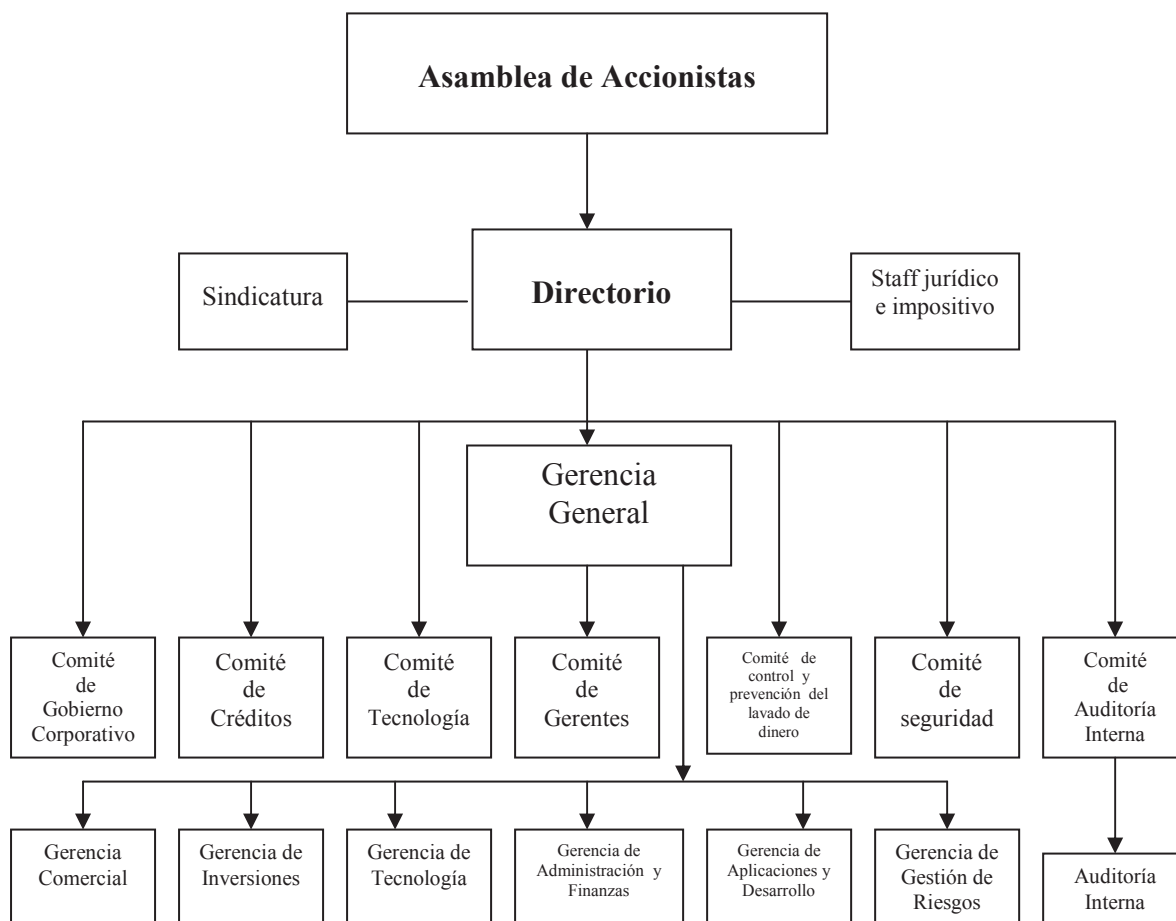 Asamblea de Accionistas
Sindicatura
Directorio
Staff jurídico
e impositivo
Gerencia
General
Comité
de
Gobierno
Corporativo
Comité
de
Créditos
Comité
de
Tecnología
Comité
de
Gerentes
Comité de
control y
prevención del
lavado de
dinero
Comité
de
seguridad
Comité
de
Auditoría
Interna
Gerencia
Comercial
Gerencia de
Inversiones
Gerencia de
Tecnología
Gerencia de
Administración y
Finanzas
Gerencia de
Aplicaciones y
Desarrollo
Gerencia de
Gestión de
Riesgos
Auditoría
Interna